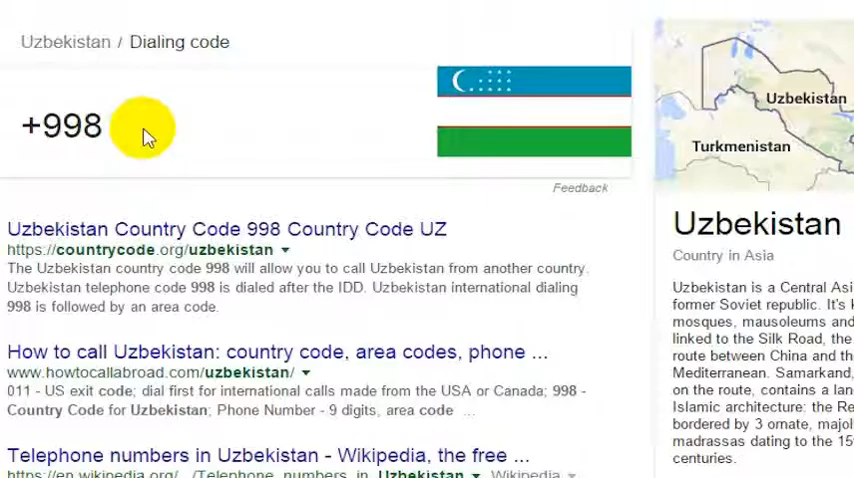 Uzbekistan / Dialing code
+998
Feedback
Uzbekistan Country Code 998 Country Code UZ
https://countrycode.org/uzbekistan
The Uzbekistan country code 998 will allow you to call Uzbekistan from another country.
Uzbekistan telephone code 998 is dialed after the IDD. Uzbekistan international dialing
998 is followed by an area code.
How to call Uzbekistan: country code, area codes, phone ...
www.howtocallabroad.com/uzbekistan/
011 - US exit code; dial first for international calls made from the USA or Canada; 998 -
Country Code for Uzbekistan; Phone Number - 9 digits, area code ...
Telephone numbers in Uzbekistan - Wikipedia, the free ...
https://en.wikipedia.org/.../Telephone_numbers_in_Uzbekistan Wikipedia
Uzbekistan
Turkmenistan
Uzbekistan
Country in Asia
Uzbekistan is a Central Asi
former Soviet republic. It's k
mosques, mausoleums and
linked to the Silk Road, the
route between China and th
Mediterranean. Samarkand,
on the route, contains a lan
Islamic architecture: the Re
bordered by 3 ornate, majol
madrassas dating to the 15
centuries.